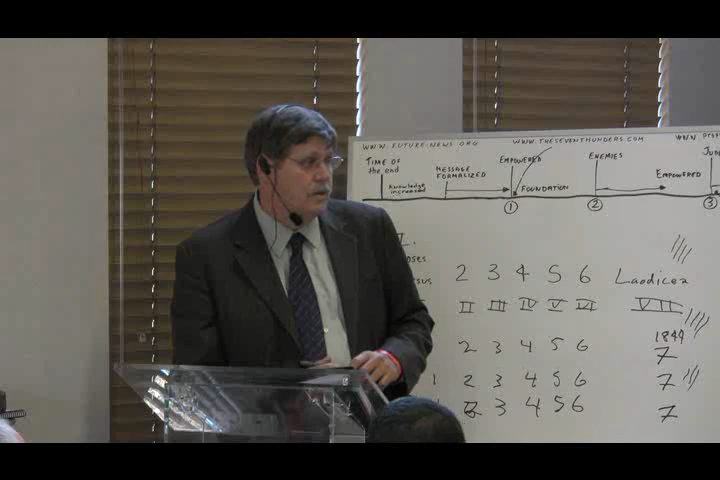 WWW.FUTURE-NEWS.ORG WWW.THESEVENTHUNDERS.COM WWW.
TIME OF the end MESSAGE FORMALIZED EMPOWERED ENEMIES
Knowledge increased FOUNDATION EMPOWERED
1 2 3
2 3 4 5 6 Laodicea
II III IV V VI VII
1844
2 3 4 5 6 7
1 2 3 4 5 6 7
3 4 5 6 7